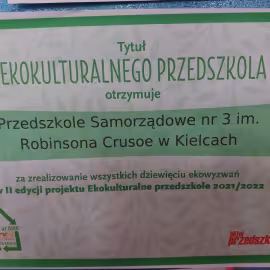 Tytuł
EKOKULTURALNEGO PRZEDSZKOLA
otrzymuje
Przedszkole Samorządowe nr 3 im.
Robinsona Crusoe w Kielcach
za zrealizowanie wszystkich dziewięciu ekowyzwań
w II edycji projektu Ekokulturalne przedszkole 2021/2022
przedszk